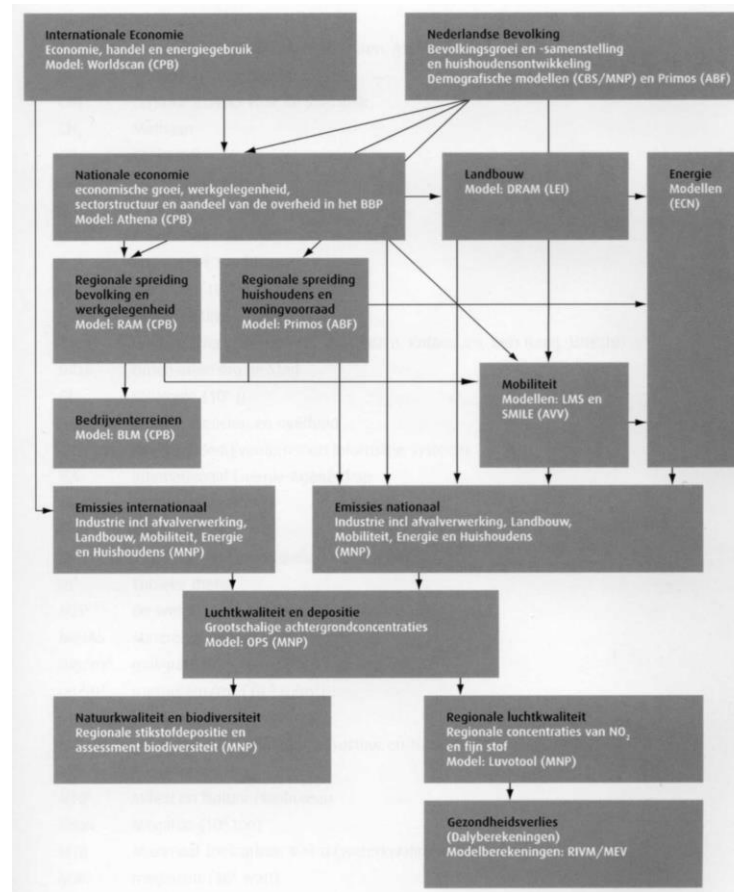 Internationale Economie
Economie, handel en energiegebruik
Model: Worldscan (CPB)
Nederlandse Bevolking
Bevolkingsgroei en -samenstelling
en huishoudensontwikkeling
Demografische modellen (CBS/MNP) en Primos (ABF)
Nationale economie
economische groei, werkgelegenheid,
sectorstructuur en aandeel van de overheid in het BBP
Model: Athena (CPB)
Landbouw
Model: DRAM (LEI)
Energie
Modellen
(ECN)
Regionale spreiding
bevolking en
werkgelegenheid
Model: RAM (CPB)
Regionale spreiding
huishoudens en
woningvoorraad
Model: Primos (ABF)
Mobiliteit
Modellen: LMS en
SMILE (AVV)
Bedrijventerreinen
Model: BLM (CPB)
Emissies internationaal
Industrie incl afvalverwerking,
Landbouw, Mobiliteit, Energie
en Huishoudens (MNP)
Emissies nationaal
Industrie incl afvalverwerking, Landbouw,
Mobiliteit, Energie en Huishoudens
(MNP)
Luchtkwaliteit en depositie
Grootschalige achtergrondconcentraties
Model: OPS (MNP)
Natuurkwaliteit en biodiversiteit
Regionale stikstofdepositie en
assessment biodiversiteit (MNP)
Regionale luchtkwaliteit
Regionale concentraties van NO₂
en fijn stof
Model: Luvotool (MNP)
Gezondheidsverlies
(Dalyberekeningen)
Modelberekeningen: RIVM/MEV